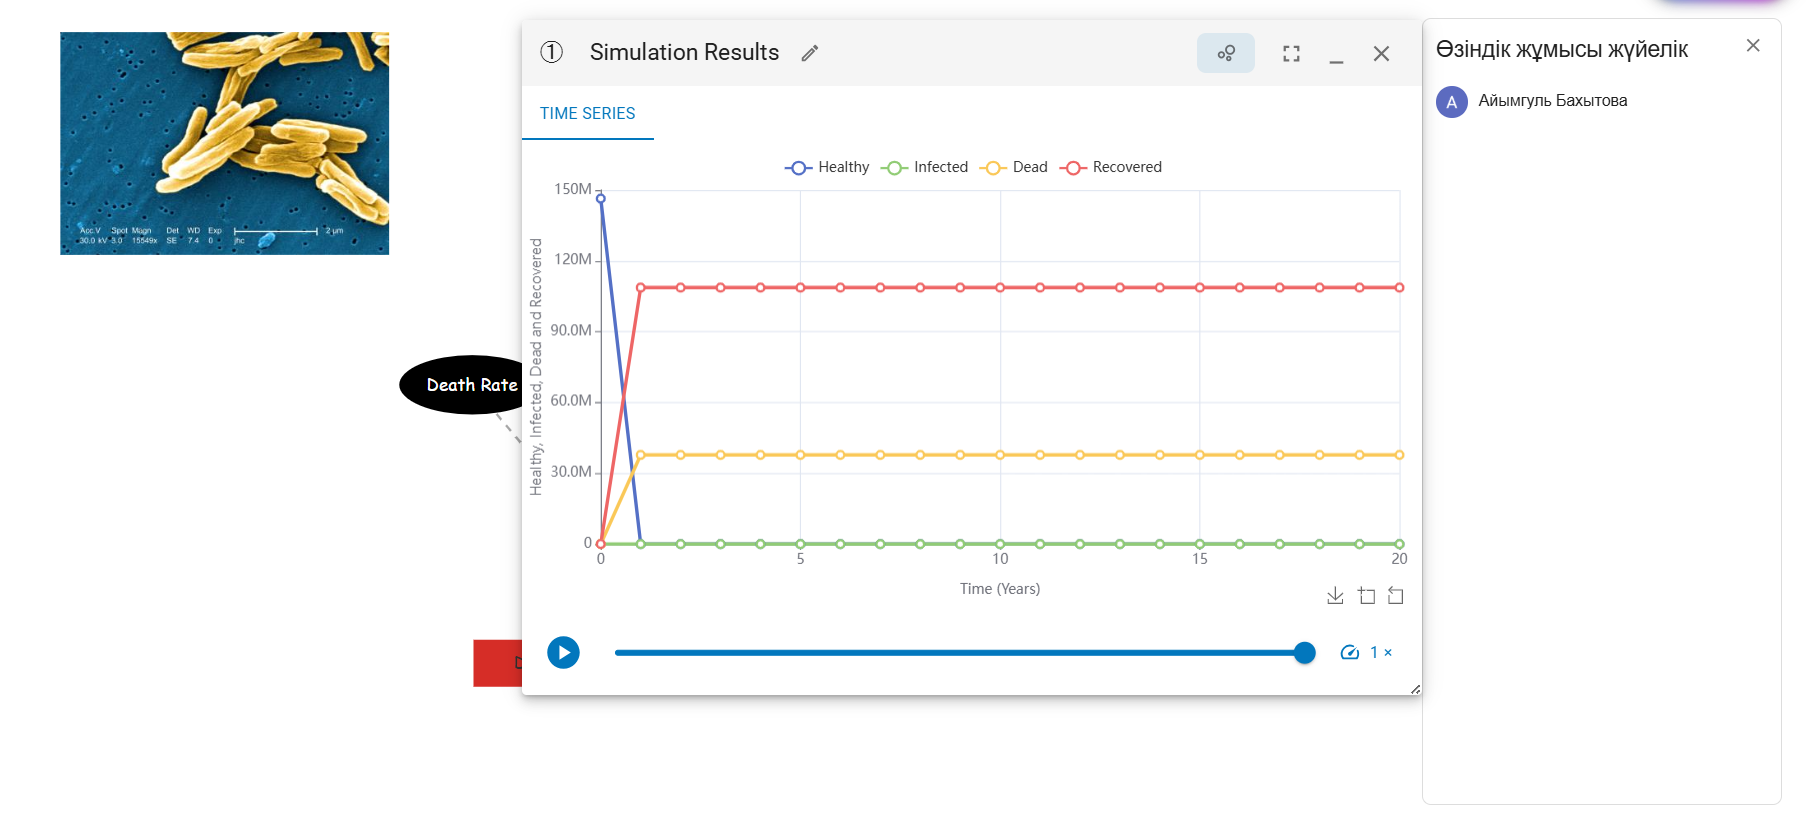 Acc.V Spot Magn Det WD Exp 2 µm
30.0 kV 3.0 15549x SE 7.4 0 jhc
Death Rate
1 Simulation Results
TIME SERIES
Healthy Infected Dead Recovered
Healthy, Infected, Dead and Recovered
150M
120M
90.0M
60.0M
30.0M
0
0 5 10 15 20
Time (Years)
1 ×
Өзіндік жұмысы жүйелік
А Айымгуль Бахытова